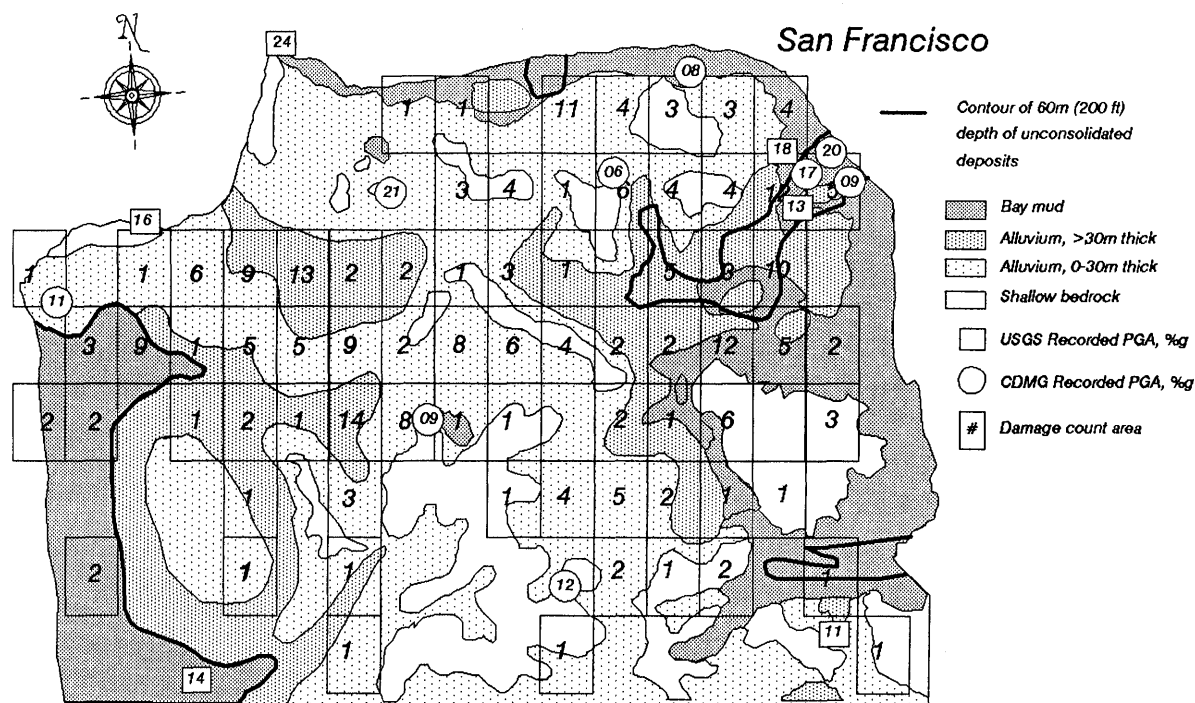 N
San Francisco
24
08
Contour of 60m (200 ft)
depth of unconsolidated
deposits
1 1 11 4 3 3 4
18 20
06 17
21 3 4 1 6 4 4 5 09
13
16
Bay mud
Alluvium, >30m thick
Alluvium, 0-30m thick
Shallow bedrock
USGS Recorded PGA, %g
CDMG Recorded PGA, %g
# Damage count area
1 1 6 9 13 2 2 1 3 1 5 10
11
3 9 1 5 5 9 2 8 6 4 2 2 12 5 2
2 2 1 2 1 14 8 09 1 1 2 1 6 3
1 3 1 4 5 2 1 1
2 1 1 12 2 1 2 1
11
1 1 1
14